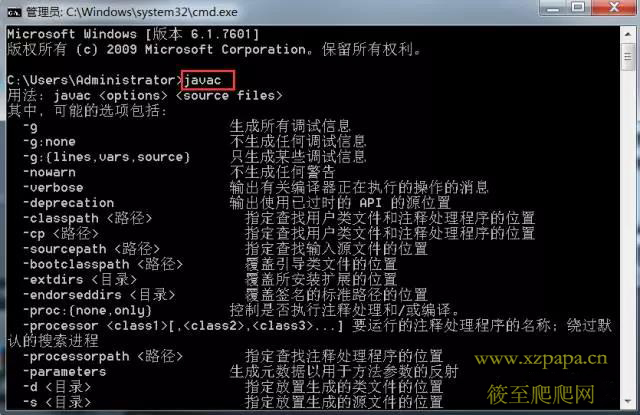 管理员: C:\Windows\system32\cmd.exe
Microsoft Windows [版本 6.1.7601]
版权所有 (c) 2009 Microsoft Corporation。保留所有权利。
C:\Users\Administrator>javac
用法: javac <options> <source files>
其中, 可能的选项包括:
-g 生成所有调试信息
-g:none 不生成任何调试信息
-g:{lines,vars,source} 只生成某些调试信息
-nowarn 不生成任何警告
-verbose 输出有关编译器正在执行的操作的消息
-deprecation 输出使用已过时的 API 的源位置
-classpath <路径> 指定查找用户类文件和注释处理程序的位置
-cp <路径> 指定查找用户类文件和注释处理程序的位置
-sourcepath <路径> 指定查找输入源文件的位置
-bootclasspath <路径> 覆盖引导类文件的位置
-extdirs <目录> 覆盖所安装扩展的位置
-endorseddirs <目录> 覆盖签名的标准路径的位置
-proc:{none,only} 控制是否执行注释处理和/或编译。
-processor <class1>[,<class2>,<class3>...] 要运行的注释处理程序的名称; 绕过默
认的搜索进程
-processorpath <路径> 指定查找注释处理程序的位置
-parameters 生成元数据以用于方法参数的反射
-d <目录> 指定放置生成的类文件的位置
-s <目录> 指定放置生成的源文件的位置
www.xzpapa.cn
筱至爬爬网